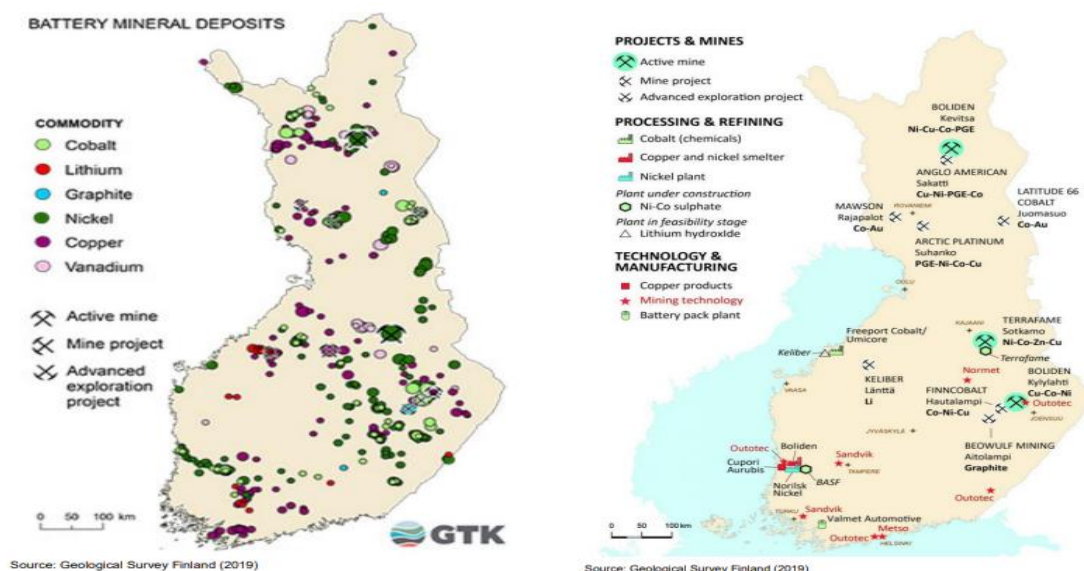 BATTERY MINERAL DEPOSITS
COMMODITY
Cobalt
Lithium
Graphite
Nickel
Copper
Vanadium
Active mine
Mine project
Advanced
exploration
project
0 50 100 km
GTK
Source: Geological Survey Finland (2019)
PROJECTS & MINES
Active mine
Mine project
Advanced exploration project
PROCESSING & REFINING
Cobalt (chemicals)
Copper and nickel smelter
Nickel plant
Plant under construction
Ni-Co sulphate
Plant in feasibility stage
Lithium hydroxide
TECHNOLOGY &
MANUFACTURING
Copper products
Mining technology
Battery pack plant
BOLIDEN
Kevitsa
Ni-Cu-Co-PGE
ANGLO AMERICAN
Sakatti
Cu-Ni-PGE-Co
LATITUDE 66
COBALT
Juomasuo
Co-Au
MAWSON
Rajapalot
Co-Au
ROVANIEMI
ARCTIC PLATINUM
Suhanko
PGE-Ni-Co-Cu
OULU
KAJAANI
TERRAFAME
Sotkamo
Ni-Co-Zn-Cu
Terrafame
Freeport Cobalt/
Umicore
Keliber
KELIBER
Länttä
Li
VAASA
Normet
BOLIDEN
Kylylahti
Cu-Co-Ni
FINNCOBALT
Hautalampi
Co-Ni-Cu
Outotec
JOENSUU
JYVÄSKYLÄ
BEOWULF MINING
Aitolampi
Graphite
Outotec
Boliden
Cupori
Aurubis
Sandvik
TAMPERE
BASF
Norilsk
Nickel
Outotec
TURKU
Sandvik
Valmet Automotive
Metso
Outotec
HELSINKI
0 50 100 km
Source: Geological Survey Finland (2019)